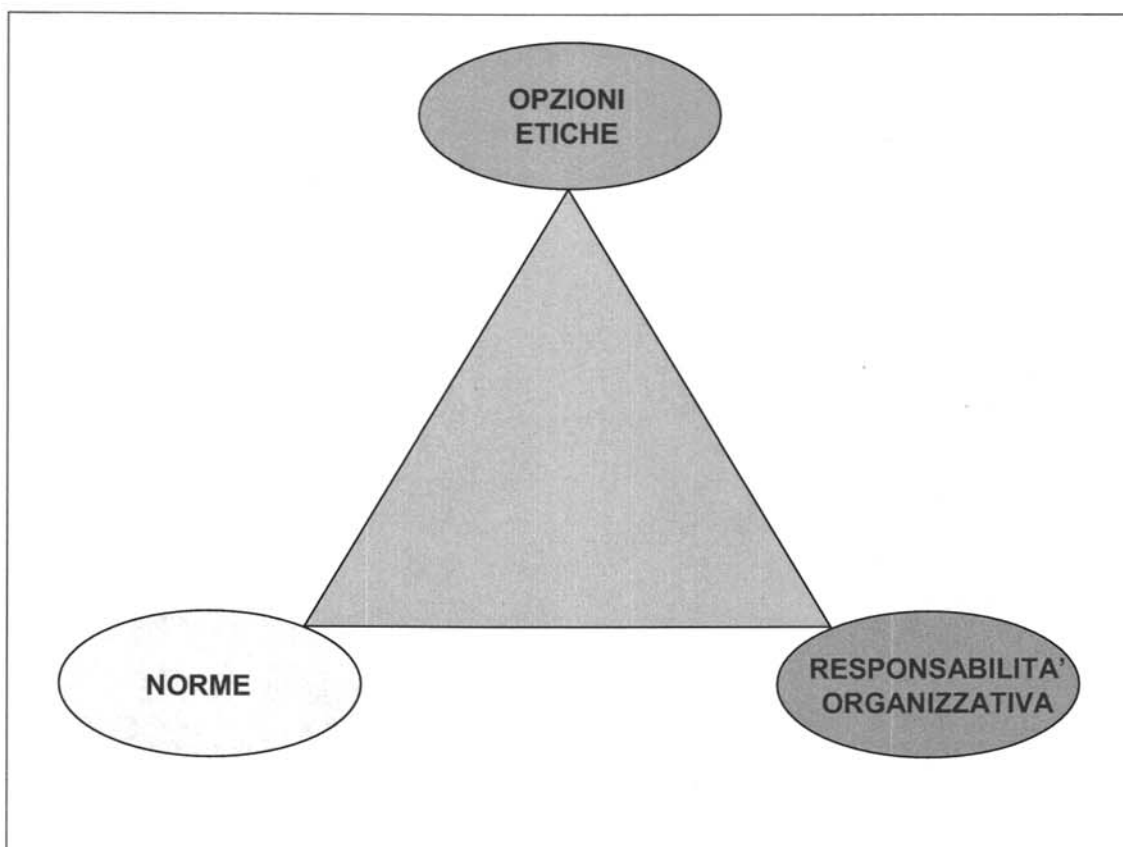 OPZIONI
ETICHE
NORME
RESPONSABILITA'
ORGANIZZATIVA